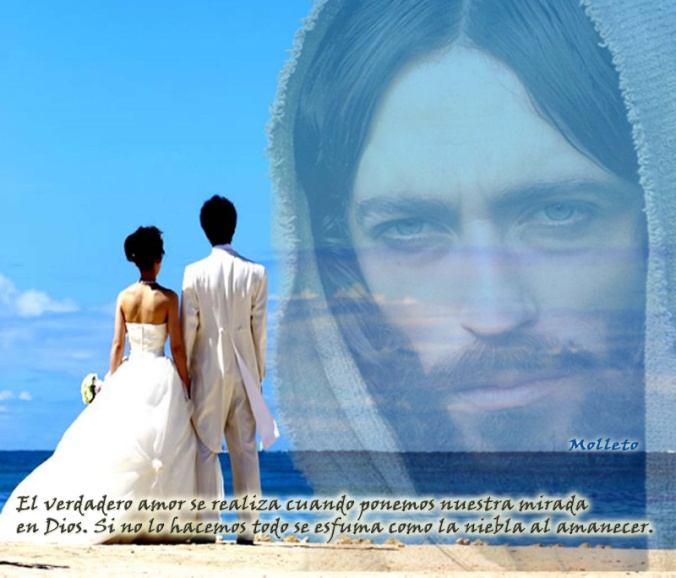 Molleto
El verdadero amor se realiza cuando ponemos nuestra mirada
en Dios. Si no lo hacemos todo se esfuma como la niebla al amanecer.